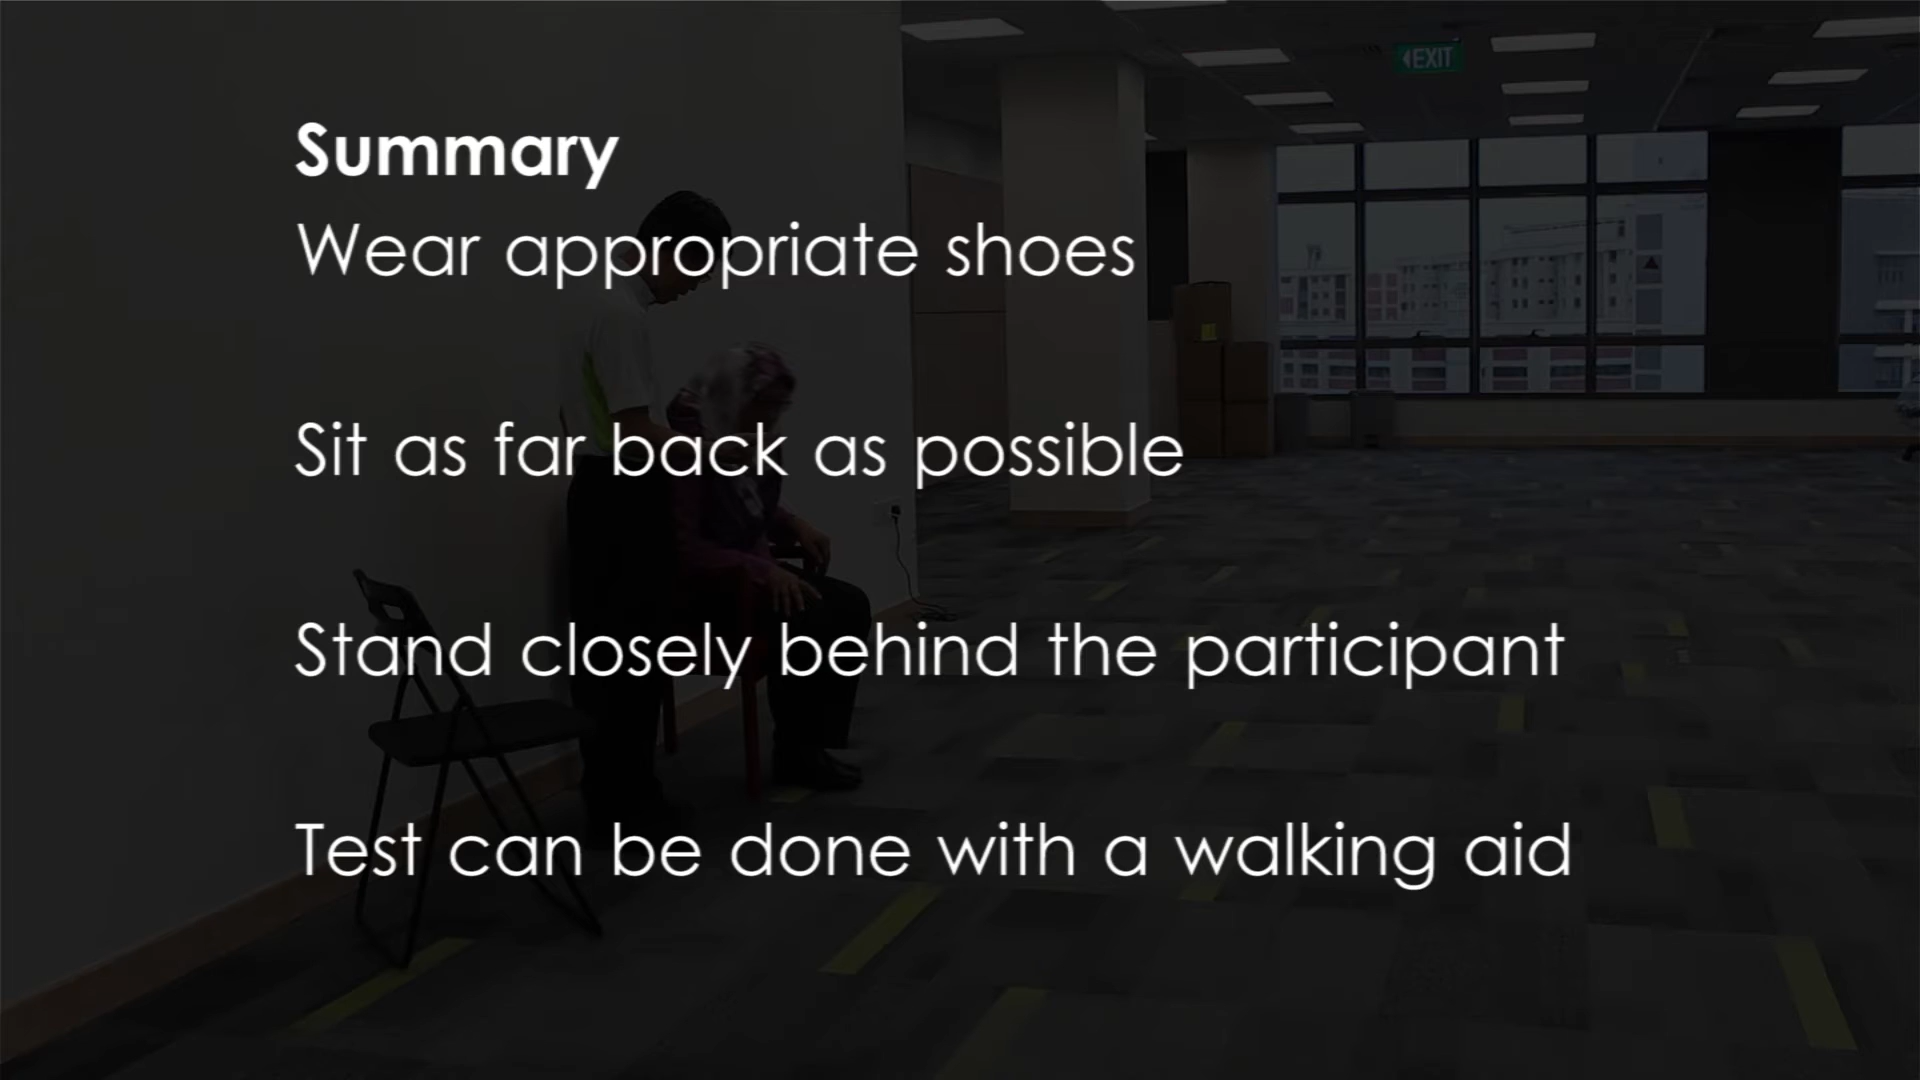 EXIT
Summary
Wear appropriate shoes
Sit as far back as possible
Stand closely behind the participant
Test can be done with a walking aid